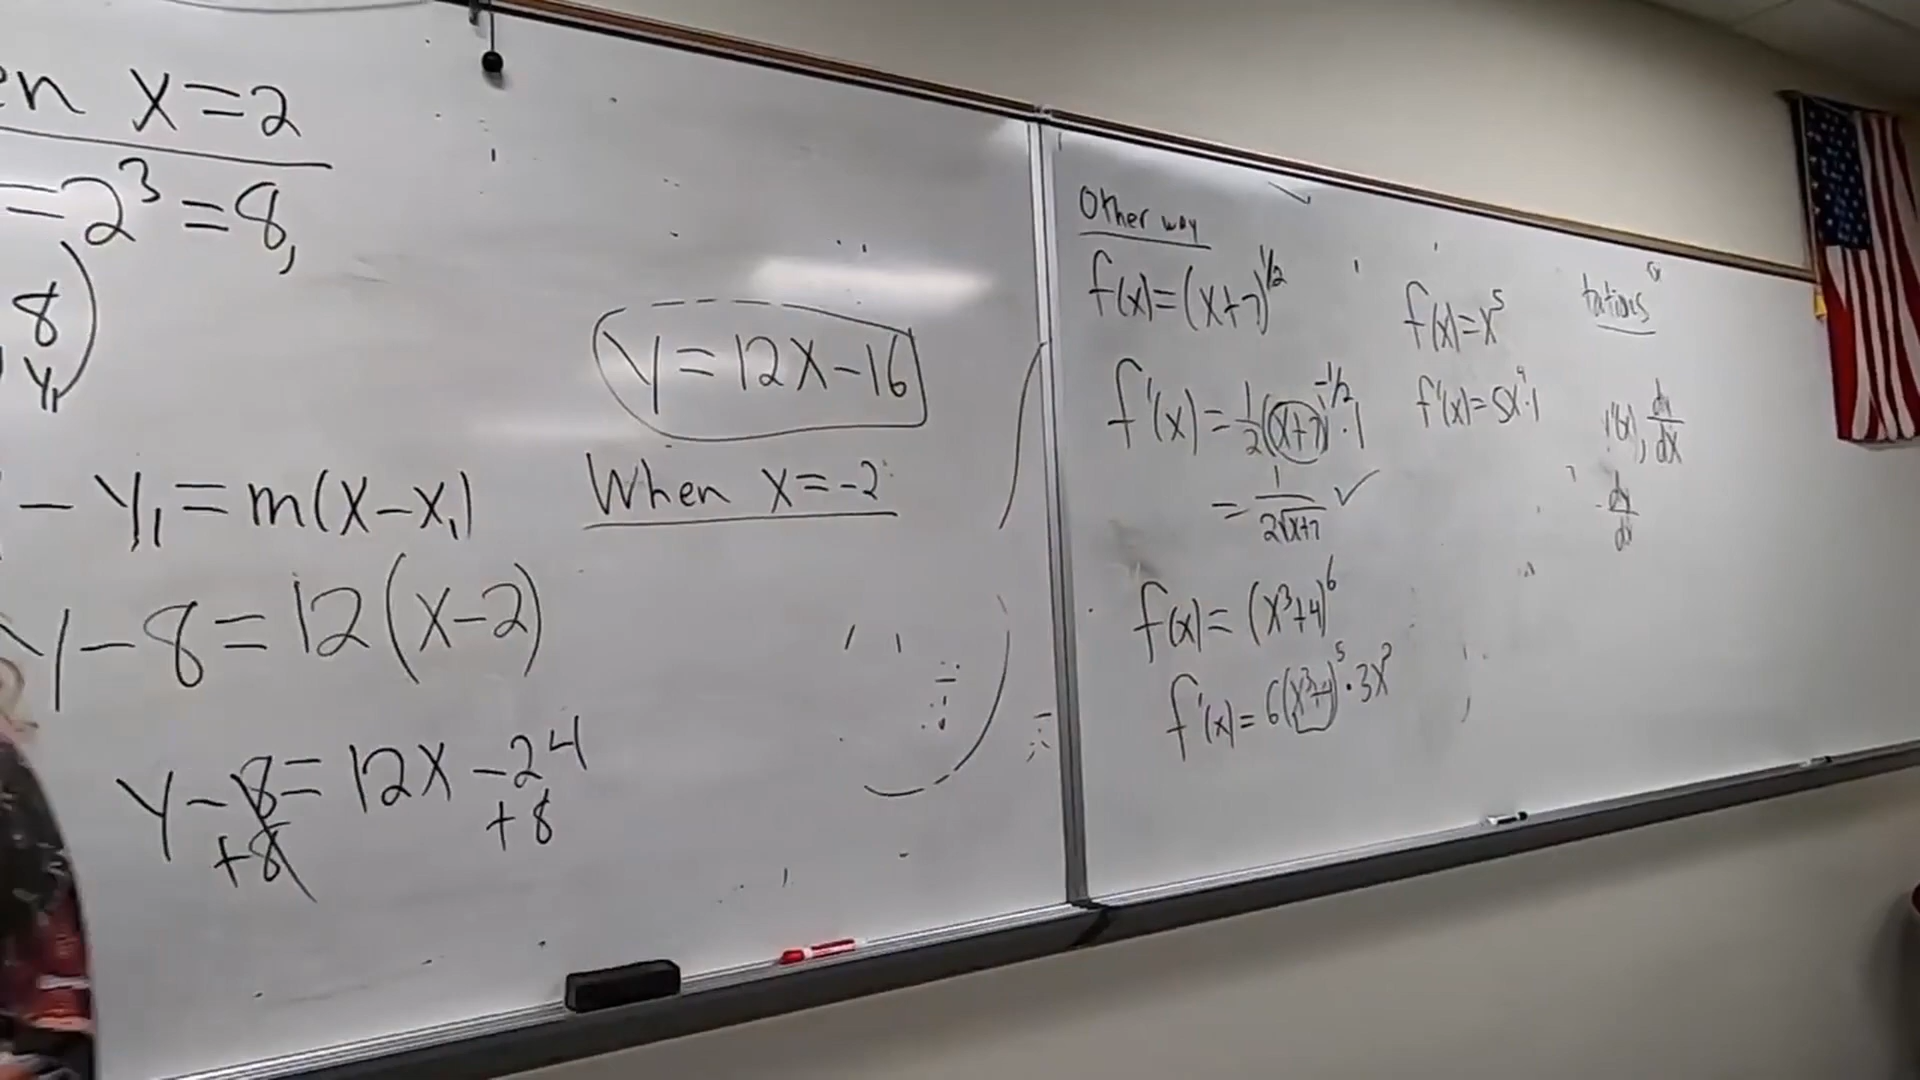 en x=2
=2³=8,
8)
y₁)
- y₁=m(x-x₁)
y-8=12(x-2)
y-8=12x-24
+8 +8
y=12x-16
When x=-2
Other way
f(x)=(x+7)^1/2
f'(x)=1/2(x+7)^-1/2·1
=1/2√x+7 ✓
f(x)=(x³+4)⁶
f'(x)=6(x³+4)⁵·3x²
f(x)=x⁵
f'(x)=5x⁴·1
tations
f'(x), dy/dx
dy/dx